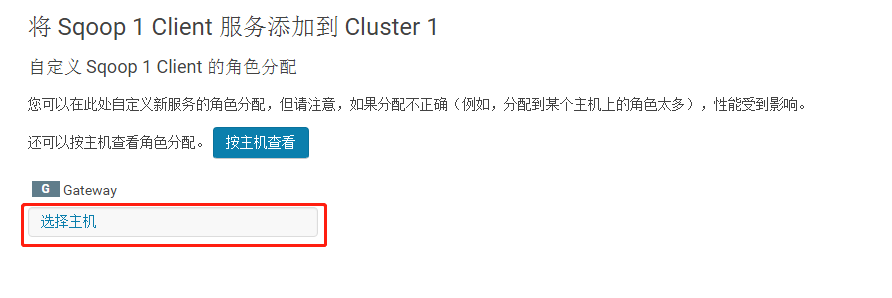 将 Sqoop 1 Client 服务添加到 Cluster 1
自定义 Sqoop 1 Client 的角色分配
您可以在此处自定义新服务的角色分配，但请注意，如果分配不正确（例如，分配到某个主机上的角色太多），性能受到影响。
还可以按主机查看角色分配。 按主机查看
G Gateway
选择主机